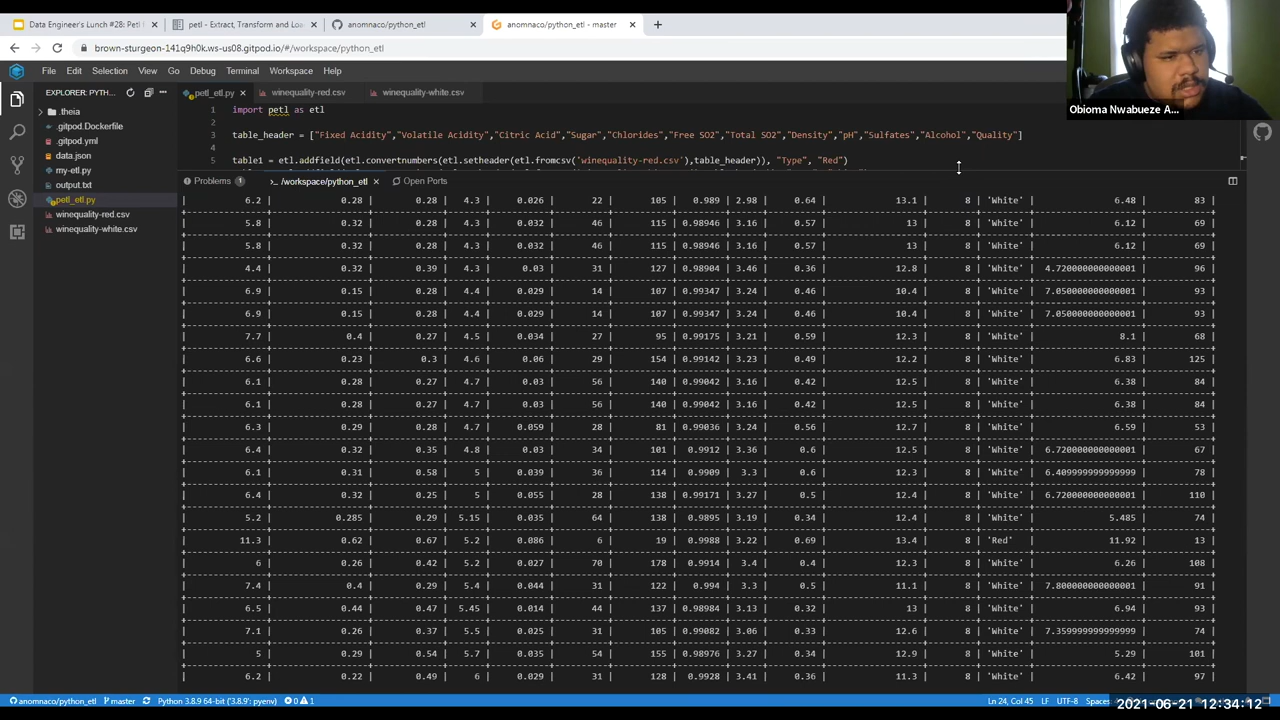 Data Engineer's Lunch #28: Petl
petl - Extract, Transform and Loa
anomnaco/python_etl
anomnaco/python_etl - master
brown-sturgeon-141q9h0k.ws-us08.gitpod.io/#/workspace/python_etl
File Edit Selection View Go Debug Terminal Workspace Help
Obioma Nwabueze A...
EXPLORER: PYTH...
petl_etl.py
winequality-red.csv
winequality-white.csv
.theia
.gitpod.Dockerfile
.gitpod.yml
data.json
my-etl.py
output.txt
petl_etl.py
winequality-red.csv
winequality-white.csv
1 import petl as etl
2
3 table_header = ["Fixed Acidity","Volatile Acidity","Citric Acid","Sugar","Chlorides","Free SO2","Total SO2","Density","pH","Sulfates","Alcohol","Quality"]
4
5 table1 = etl.addfield(etl.convertnumbers(etl.setheader(etl.fromcsv('winequality-red.csv'),table_header)), "Type", "Red")
Problems 1 >_ /workspace/python_etl Open Ports
| 6.2 | 0.28 | 0.28 | 4.3 | 0.026 | 22 | 105 | 0.989 | 2.98 | 0.64 | 13.1 | 8 | 'White' | 6.48 | 83 |
| 5.8 | 0.32 | 0.28 | 4.3 | 0.032 | 46 | 115 | 0.98946 | 3.16 | 0.57 | 13 | 8 | 'White' | 6.12 | 69 |
| 5.8 | 0.32 | 0.28 | 4.3 | 0.032 | 46 | 115 | 0.98946 | 3.16 | 0.57 | 13 | 8 | 'White' | 6.12 | 69 |
| 4.4 | 0.32 | 0.39 | 4.3 | 0.03 | 31 | 127 | 0.98904 | 3.46 | 0.36 | 12.8 | 8 | 'White' | 4.720000000000001 | 96 |
| 6.9 | 0.15 | 0.28 | 4.4 | 0.029 | 14 | 107 | 0.99347 | 3.24 | 0.46 | 10.4 | 8 | 'White' | 7.050000000000001 | 93 |
| 6.9 | 0.15 | 0.28 | 4.4 | 0.029 | 14 | 107 | 0.99347 | 3.24 | 0.46 | 10.4 | 8 | 'White' | 7.050000000000001 | 93 |
| 7.7 | 0.4 | 0.27 | 4.5 | 0.034 | 27 | 95 | 0.99175 | 3.21 | 0.59 | 12.3 | 8 | 'White' | 8.1 | 68 |
| 6.6 | 0.23 | 0.3 | 4.6 | 0.06 | 29 | 154 | 0.99142 | 3.23 | 0.49 | 12.2 | 8 | 'White' | 6.83 | 125 |
| 6.1 | 0.28 | 0.27 | 4.7 | 0.03 | 56 | 140 | 0.99042 | 3.16 | 0.42 | 12.5 | 8 | 'White' | 6.38 | 84 |
| 6.1 | 0.28 | 0.27 | 4.7 | 0.03 | 56 | 140 | 0.99042 | 3.16 | 0.42 | 12.5 | 8 | 'White' | 6.38 | 84 |
| 6.3 | 0.29 | 0.28 | 4.7 | 0.059 | 28 | 81 | 0.99036 | 3.24 | 0.56 | 12.7 | 8 | 'White' | 6.59 | 53 |
| 6.4 | 0.32 | 0.35 | 4.8 | 0.03 | 34 | 101 | 0.9912 | 3.36 | 0.6 | 12.5 | 8 | 'White' | 6.720000000000001 | 67 |
| 6.1 | 0.31 | 0.58 | 5 | 0.039 | 36 | 114 | 0.9909 | 3.3 | 0.6 | 12.3 | 8 | 'White' | 6.409999999999999 | 78 |
| 6.4 | 0.32 | 0.25 | 5 | 0.055 | 28 | 138 | 0.99171 | 3.27 | 0.5 | 12.4 | 8 | 'White' | 6.720000000000001 | 110 |
| 5.2 | 0.285 | 0.29 | 5.15 | 0.035 | 64 | 138 | 0.9895 | 3.19 | 0.34 | 12.4 | 8 | 'White' | 5.485 | 74 |
| 11.3 | 0.62 | 0.67 | 5.2 | 0.086 | 6 | 19 | 0.9988 | 3.22 | 0.69 | 13.4 | 8 | 'Red' | 11.92 | 13 |
| 6 | 0.26 | 0.42 | 5.2 | 0.027 | 70 | 178 | 0.9914 | 3.4 | 0.4 | 12.3 | 8 | 'White' | 6.26 | 108 |
| 7.4 | 0.4 | 0.29 | 5.4 | 0.044 | 31 | 122 | 0.994 | 3.3 | 0.5 | 11.1 | 8 | 'White' | 7.800000000000001 | 91 |
| 6.5 | 0.44 | 0.47 | 5.45 | 0.014 | 44 | 137 | 0.98984 | 3.13 | 0.32 | 13 | 8 | 'White' | 6.94 | 93 |
| 7.1 | 0.26 | 0.37 | 5.5 | 0.025 | 31 | 105 | 0.99082 | 3.06 | 0.33 | 12.6 | 8 | 'White' | 7.359999999999999 | 74 |
| 5 | 0.29 | 0.54 | 5.7 | 0.035 | 54 | 155 | 0.98976 | 3.27 | 0.34 | 12.9 | 8 | 'White' | 5.29 | 101 |
| 6.2 | 0.22 | 0.49 | 6 | 0.029 | 31 | 128 | 0.9928 | 3.41 | 0.36 | 11.3 | 8 | 'White' | 6.42 | 97 |
anomnaco/python_etl master Python 3.8.9 64-bit ('3.8.9': pyenv) 0 1 Ln 24, Col 45 LF UTF-8
2021-06-21 12:34:12